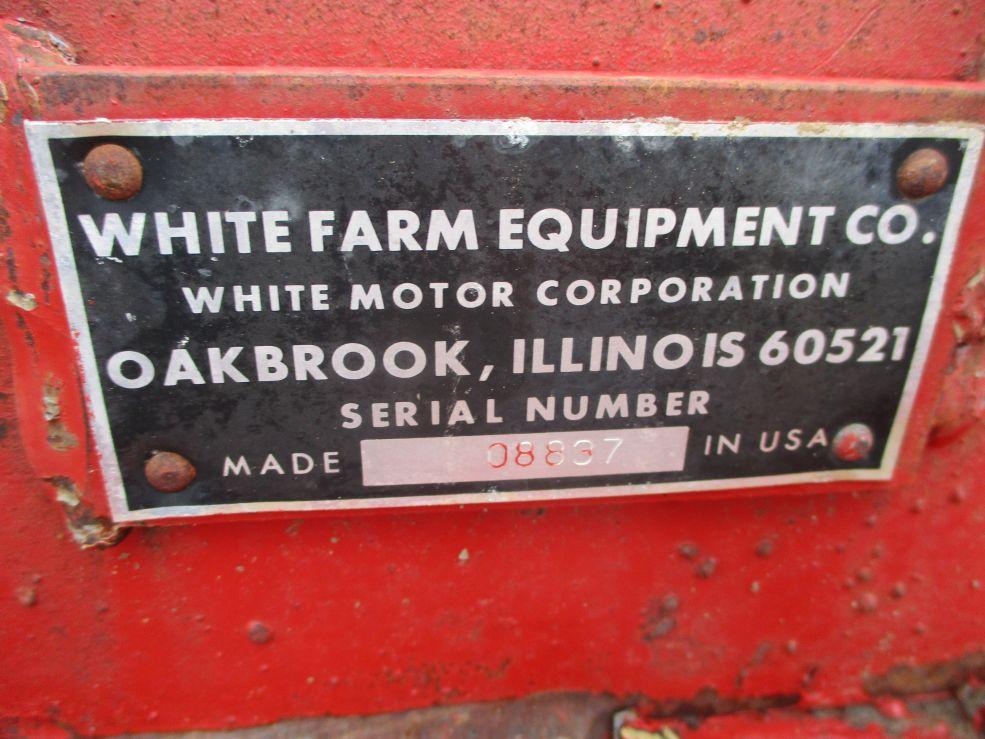 WHITE FARM EQUIPMENT CO.
WHITE MOTOR CORPORATION
OAKBROOK, ILLINOIS 60521
SERIAL NUMBER
MADE 08837 IN USA